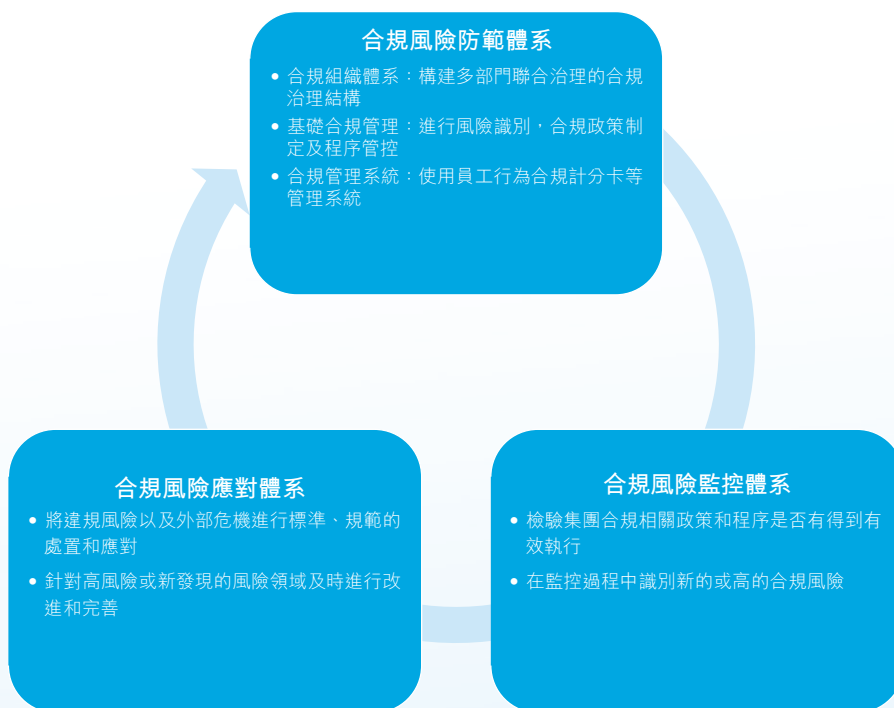 合規風險防範體系
• 合規組織體系：構建多部門聯合治理的合規
治理結構
• 基礎合規管理：進行風險識別，合規政策制
定及程序管控
• 合規管理系統：使用員工行為合規計分卡等
管理系統
合規風險應對體系
• 將違規風險以及外部危機進行標準、規範的
處置和應對
• 針對高風險或新發現的風險領域及時進行改
進和完善
合規風險監控體系
• 檢驗集團合規相關政策和程序是否有得到有
效執行
• 在監控過程中識別新的或高的合規風險